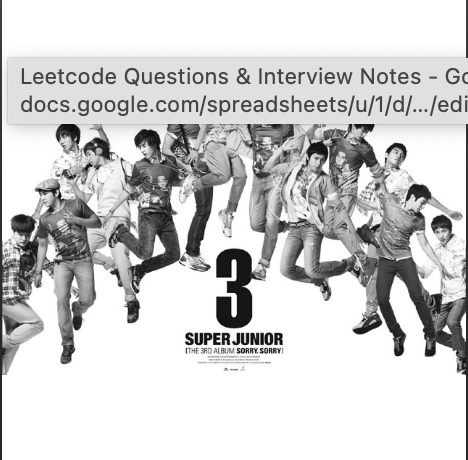 Leetcode Questions & Interview Notes - Go
docs.google.com/spreadsheets/u/1/d/.../edi
3
SUPER JUNIOR
[THE 3RD ALBUM SORRY, SORRY]